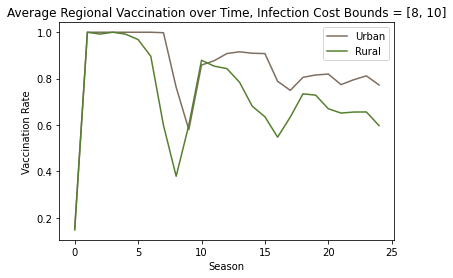 Average Regional Vaccination over Time, Infection Cost Bounds = [8, 10]
Urban
Rural
Vaccination Rate
1.0
0.8
0.6
0.4
0.2
0
5
10
15
20
25
Season